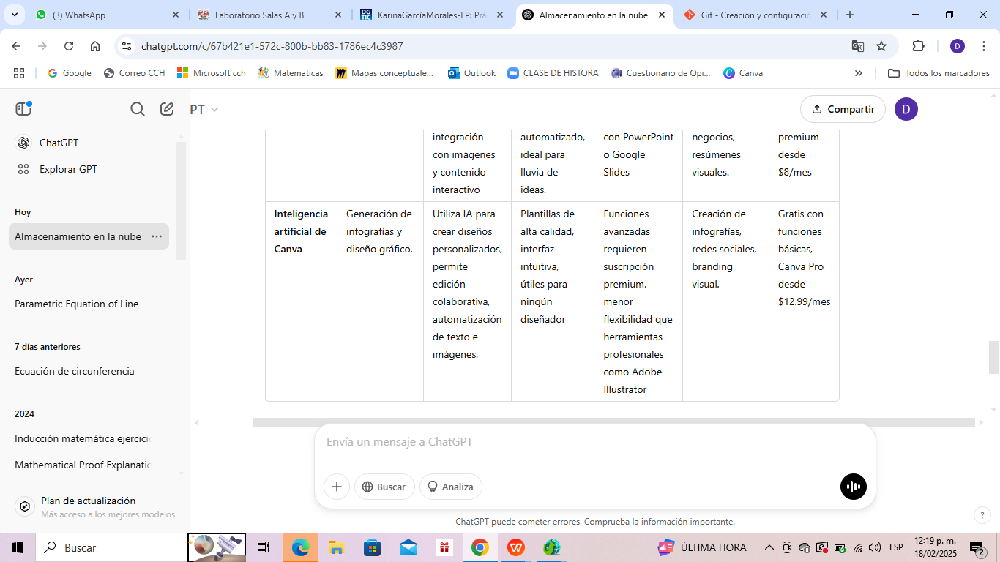 (3) WhatsApp
Laboratorio Salas A y B
KarinaGarcíaMorales-FP: Prá
Almacenamiento en la nube
Git - Creación y configuració
chatgpt.com/c/67b421e1-572c-800b-bb83-1786ec4c3987
D
Google
Correo CCH
Microsoft cch
Matematicas
Mapas conceptuale...
Outlook
CLASE DE HISTORA
Cuestionario de Opi...
Canva
Todos los marcadores
PT
Compartir
D
ChatGPT
Explorar GPT
Hoy
Almacenamiento en la nube
Ayer
Parametric Equation of Line
7 días anteriores
Ecuación de circunferencia
2024
Inducción matemática ejercici
Mathematical Proof Explanatio
Plan de actualización
Más acceso a los mejores modelos
integración
con imágenes
y contenido
interactivo
automatizado,
ideal para
lluvia de
ideas.
con PowerPoint
o Google
Slides
negocios,
resúmenes
visuales.
premium
desde
$8/mes
Inteligencia
artificial de
Canva
Generación de
infografías y
diseño gráfico.
Utiliza IA para
crear diseños
personalizados,
permite
edición
colaborativa,
automatización
de texto e
imágenes.
Plantillas de
alta calidad,
interfaz
intuitiva,
útiles para
ningún
diseñador
Funciones
avanzadas
requieren
suscripción
premium,
menor
flexibilidad que
herramientas
profesionales
como Adobe
Illustrator
Creación de
infografías,
redes sociales,
branding
visual.
Gratis con
funciones
básicas,
Canva Pro
desde
$12.99/mes
Envía un mensaje a ChatGPT
Buscar
Analiza
ChatGPT puede cometer errores. Comprueba la información importante.
?
Buscar
ÚLTIMA HORA
ESP
12:19 p. m.
18/02/2025
2